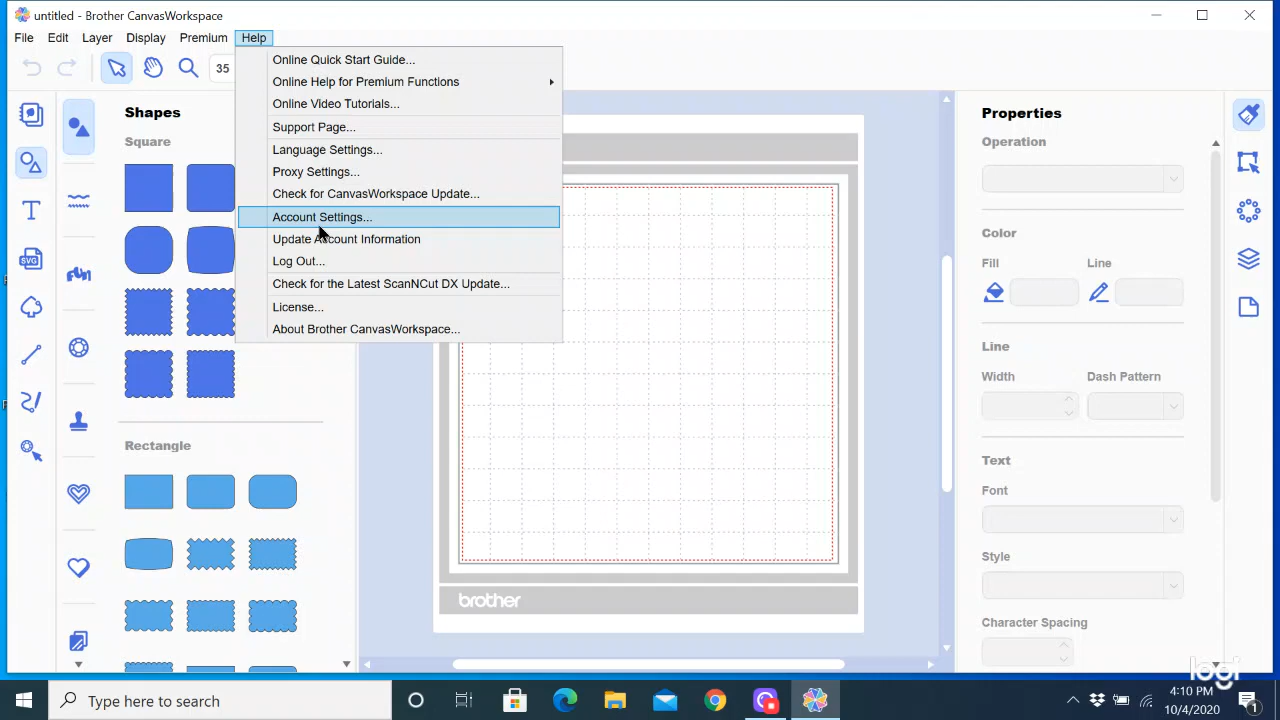 untitled - Brother CanvasWorkspace
File Edit Layer Display Premium Help
35
Online Quick Start Guide...
Online Help for Premium Functions
Online Video Tutorials...
Support Page...
Language Settings...
Proxy Settings...
Check for CanvasWorkspace Update...
Account Settings...
Update Account Information
Log Out...
Check for the Latest ScanNCut DX Update...
License...
About Brother CanvasWorkspace...
Shapes
Square
Rectangle
T
SVG
fun
brother
Properties
Operation
Color
Fill Line
Line
Width Dash Pattern
Text
Font
Style
Character Spacing
logi
Type here to search
4:10 PM
10/4/2020
1